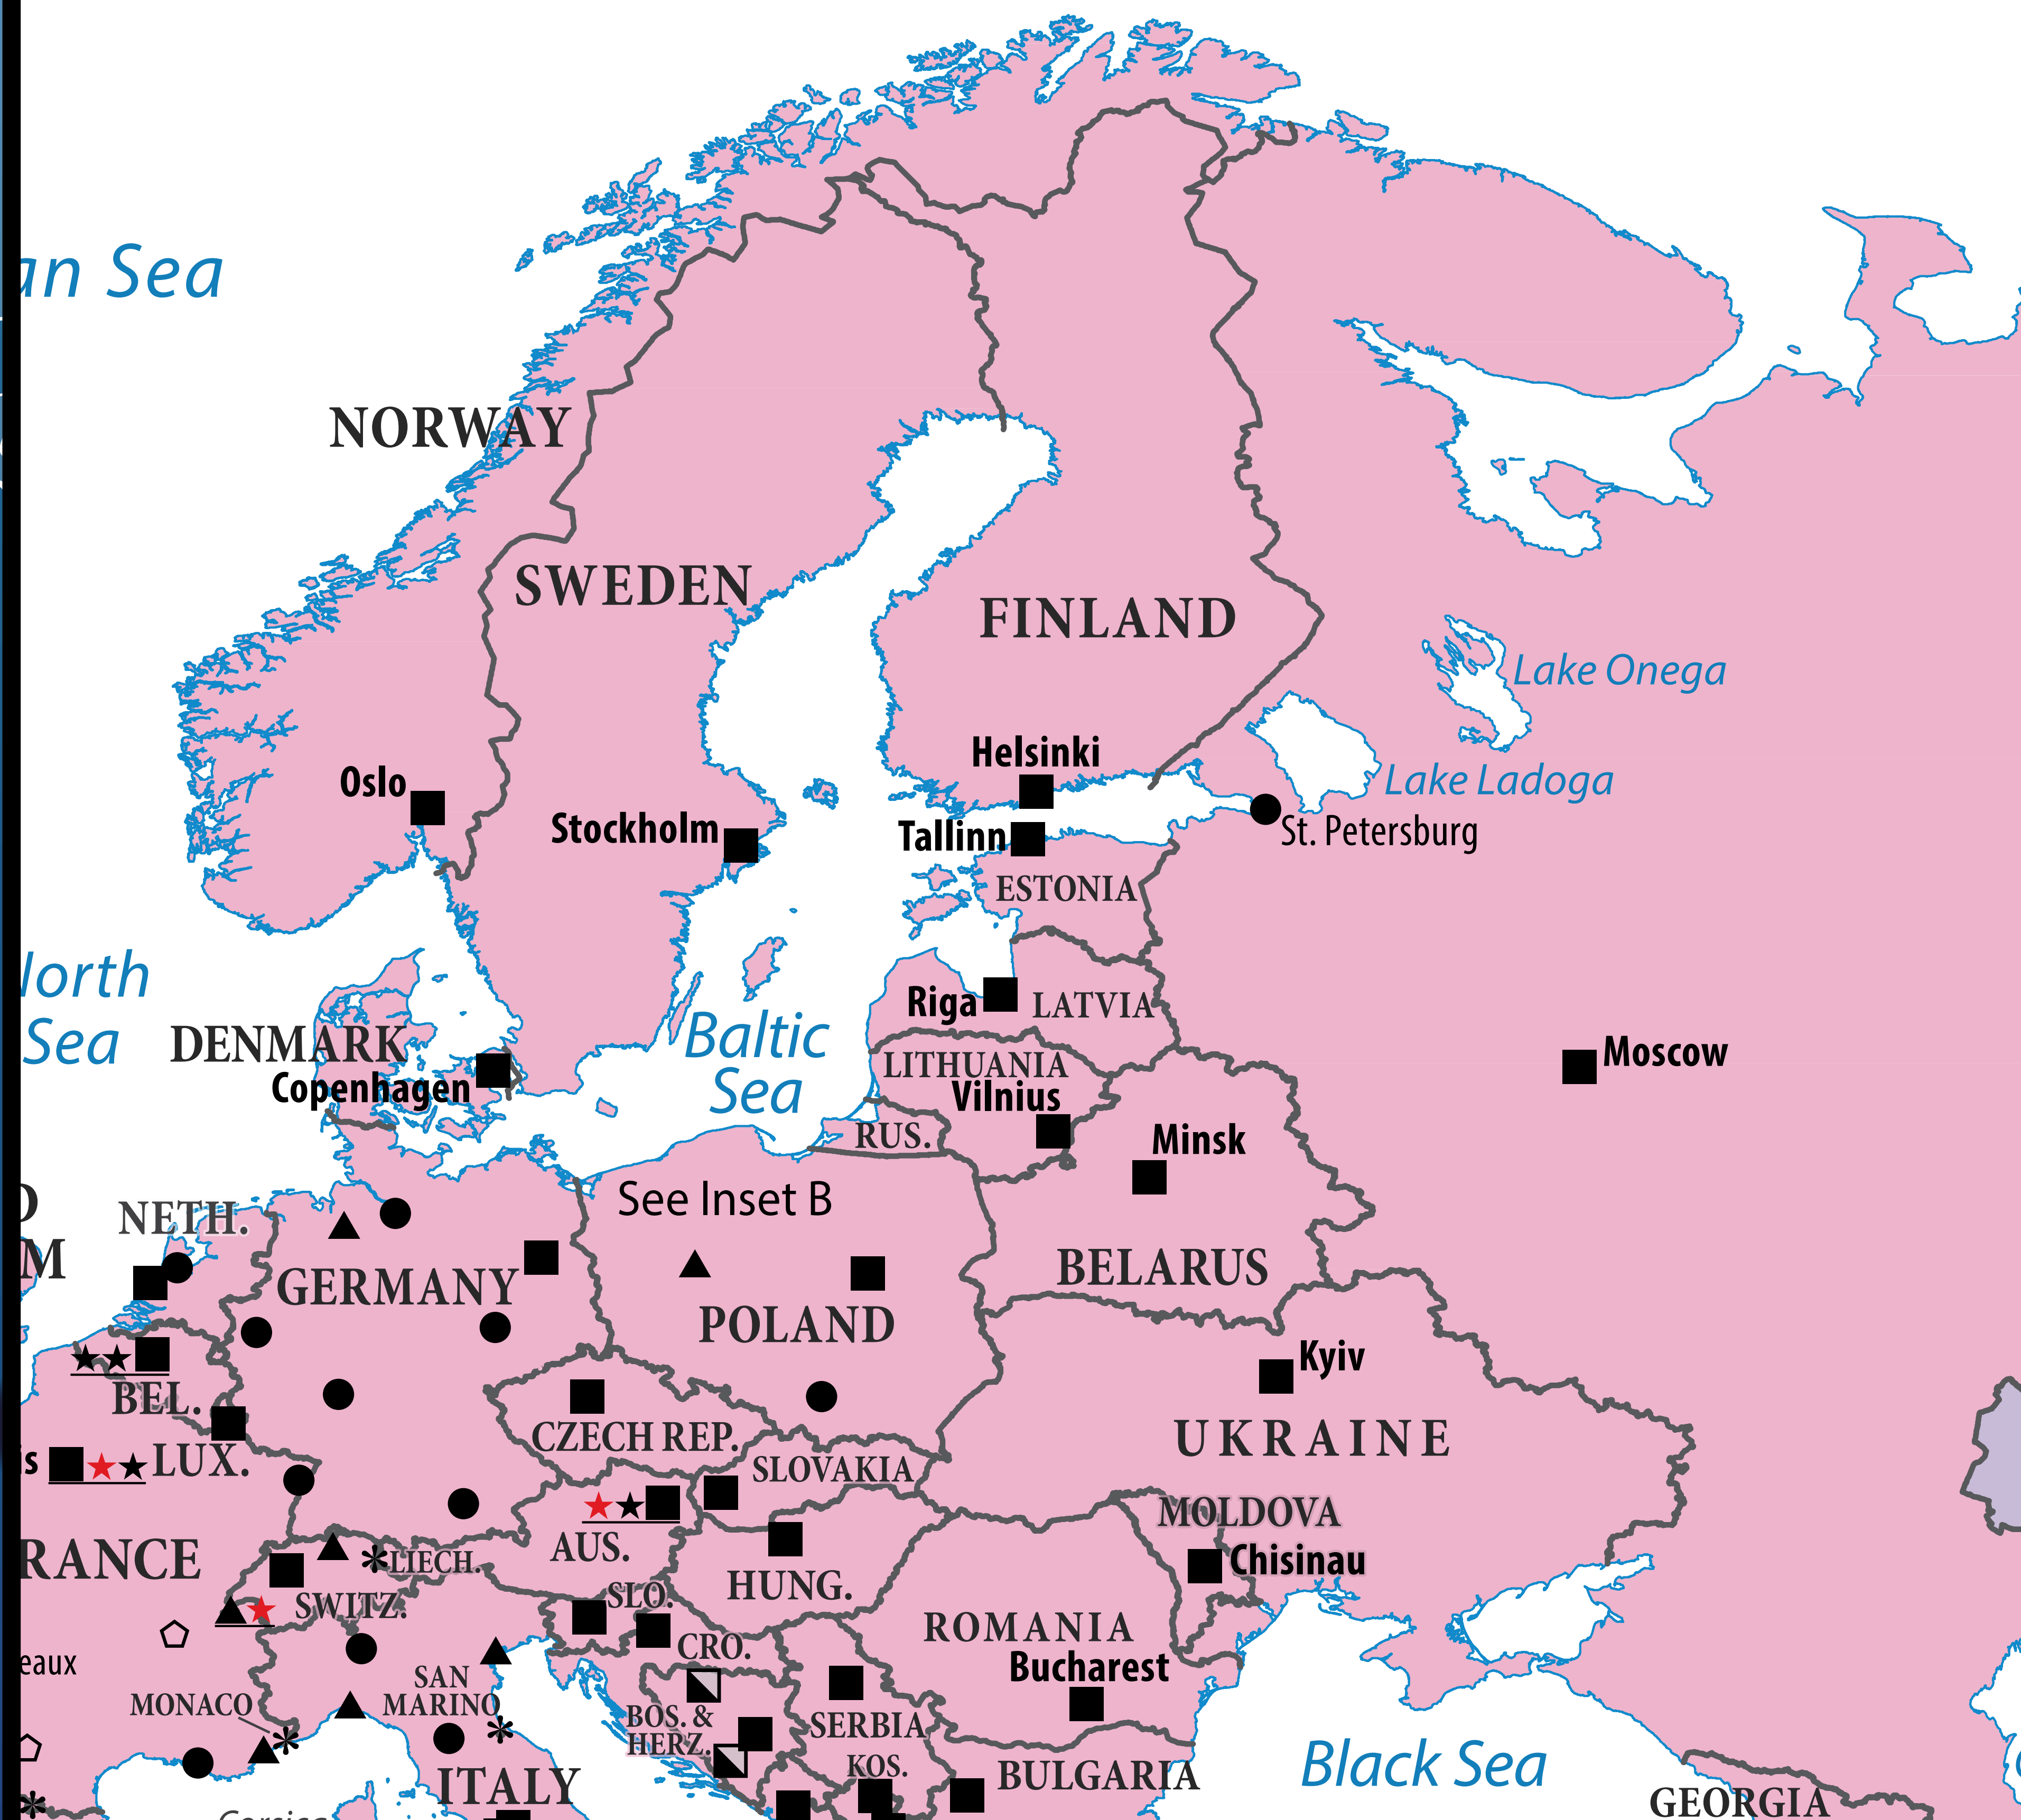 an Sea
NORWAY
SWEDEN
FINLAND
Lake Onega
Helsinki
Oslo
Lake Ladoga
Stockholm
Tallinn
St. Petersburg
ESTONIA
orth
Sea
Riga
LATVIA
Baltic
Sea
DENMARK
Copenhagen
Moscow
LITHUANIA
Vilnius
RUS.
Minsk
See Inset B
NETH.
M
GERMANY
BELARUS
POLAND
Kyiv
BEL.
CZECH REP.
UKRAINE
is
LUX.
SLOVAKIA
MOLDOVA
RANCE
AUS.
LIECH.
Chisinau
HUNG.
SWITZ.
SLO.
ROMANIA
CRO.
eaux
Bucharest
SAN
MARINO
MONACO
BOS. &
HERZ.
SERBIA
KOS.
BULGARIA
Black Sea
ITALY
GEORGIA
Corsica